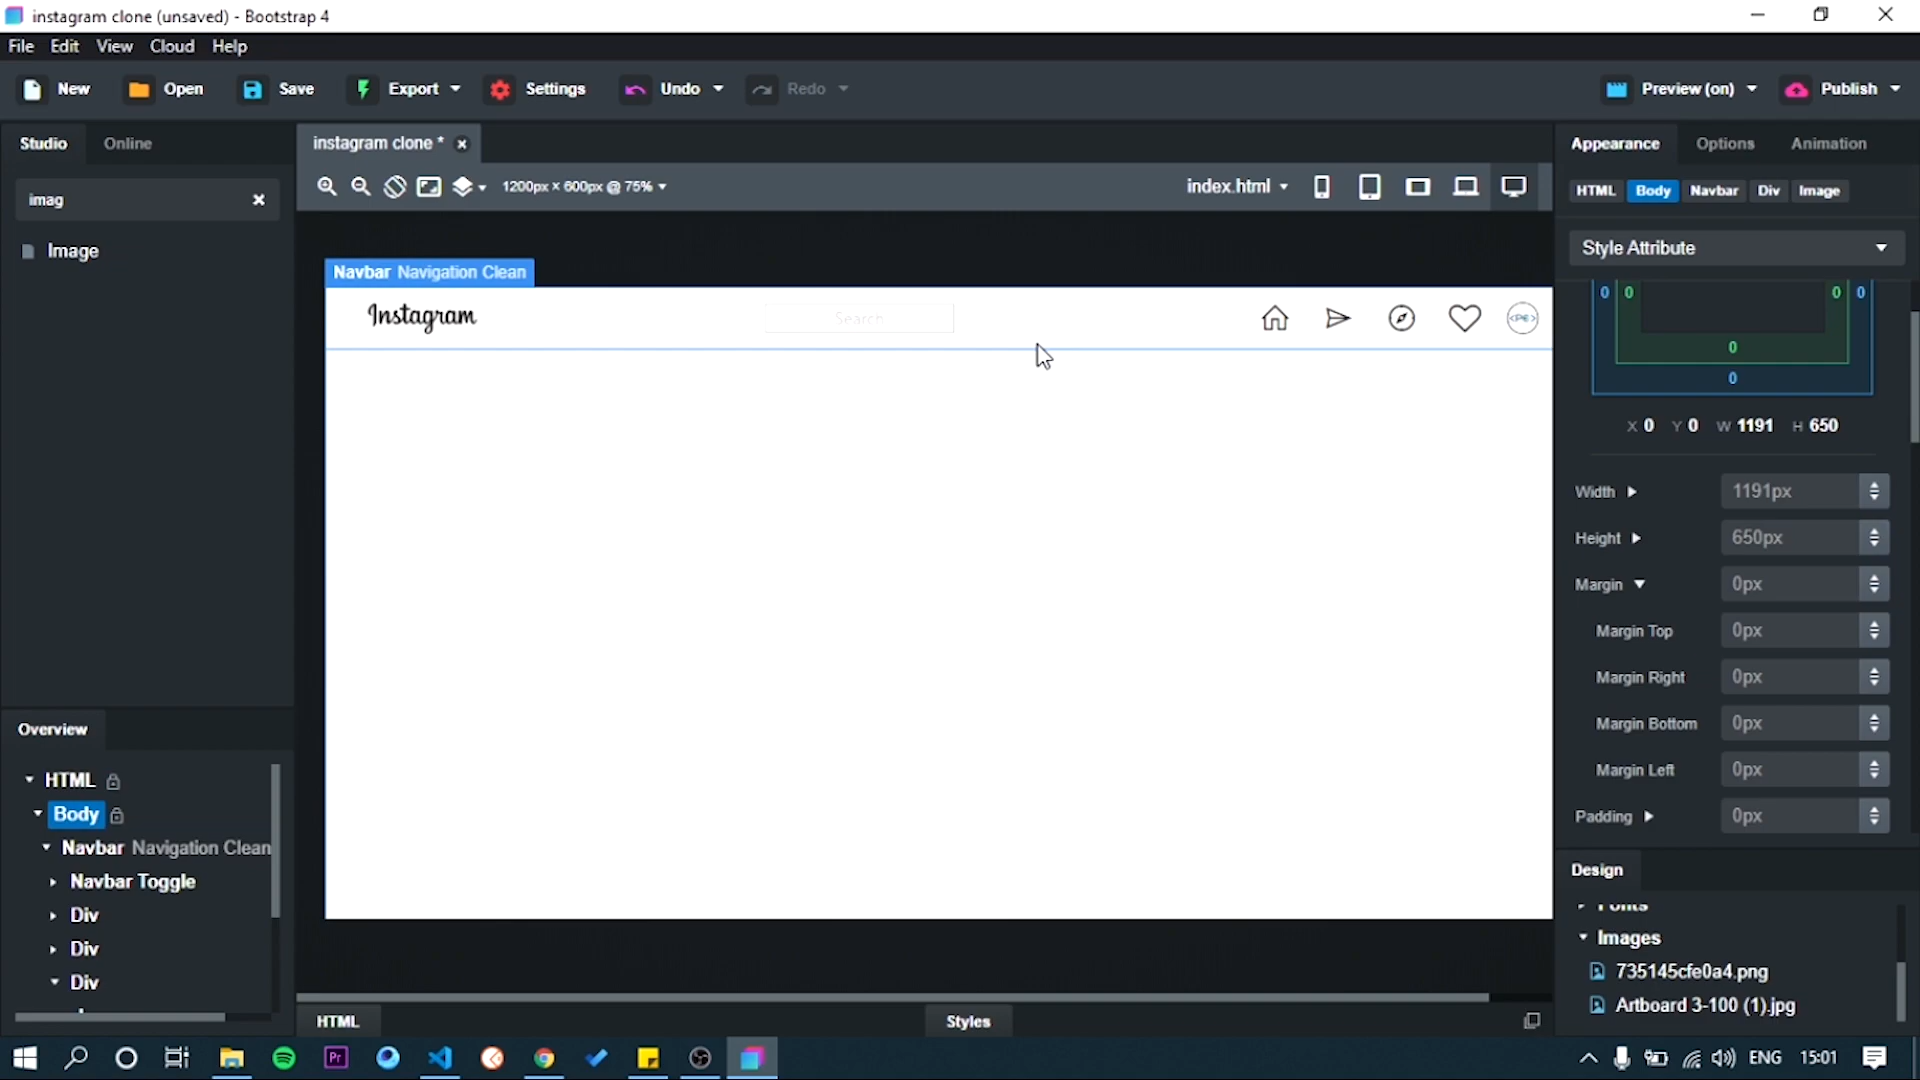 instagram clone (unsaved) - Bootstrap 4
File Edit View Cloud Help
New Open Save Export Settings Undo Redo Preview (on) Publish
Studio Online
instagram clone *
Appearance Options Animation
imag
1200px × 600px @ 75%
index.html
HTML Body Navbar Div Image
Image
Style Attribute
Navbar Navigation Clean
Instagram
Search
<PE>
0 0 0 0
0
0
X 0 Y 0 W 1191 H 650
Width 1191px
Height 650px
Margin 0px
Margin Top 0px
Margin Right 0px
Margin Bottom 0px
Margin Left 0px
Padding 0px
Overview
HTML
Body
Navbar Navigation Clean
Navbar Toggle
Div
Div
Div
Design
Fonts
Images
735145cfe0a4.png
Artboard 3-100 (1).jpg
HTML
Styles
Pr
ENG 15:01